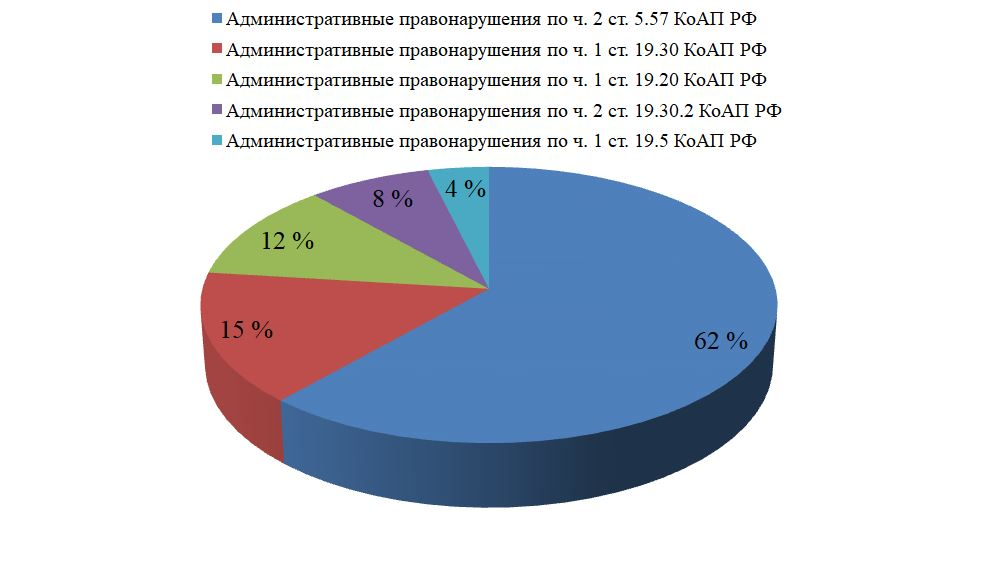 Административные правонарушения по ч. 2 ст. 5.57 КоАП РФ
Административные правонарушения по ч. 1 ст. 19.30 КоАП РФ
Административные правонарушения по ч. 1 ст. 19.20 КоАП РФ
Административные правонарушения по ч. 2 ст. 19.30.2 КоАП РФ
Административные правонарушения по ч. 1 ст. 19.5 КоАП РФ
4 %
8 %
12 %
15 %
62 %